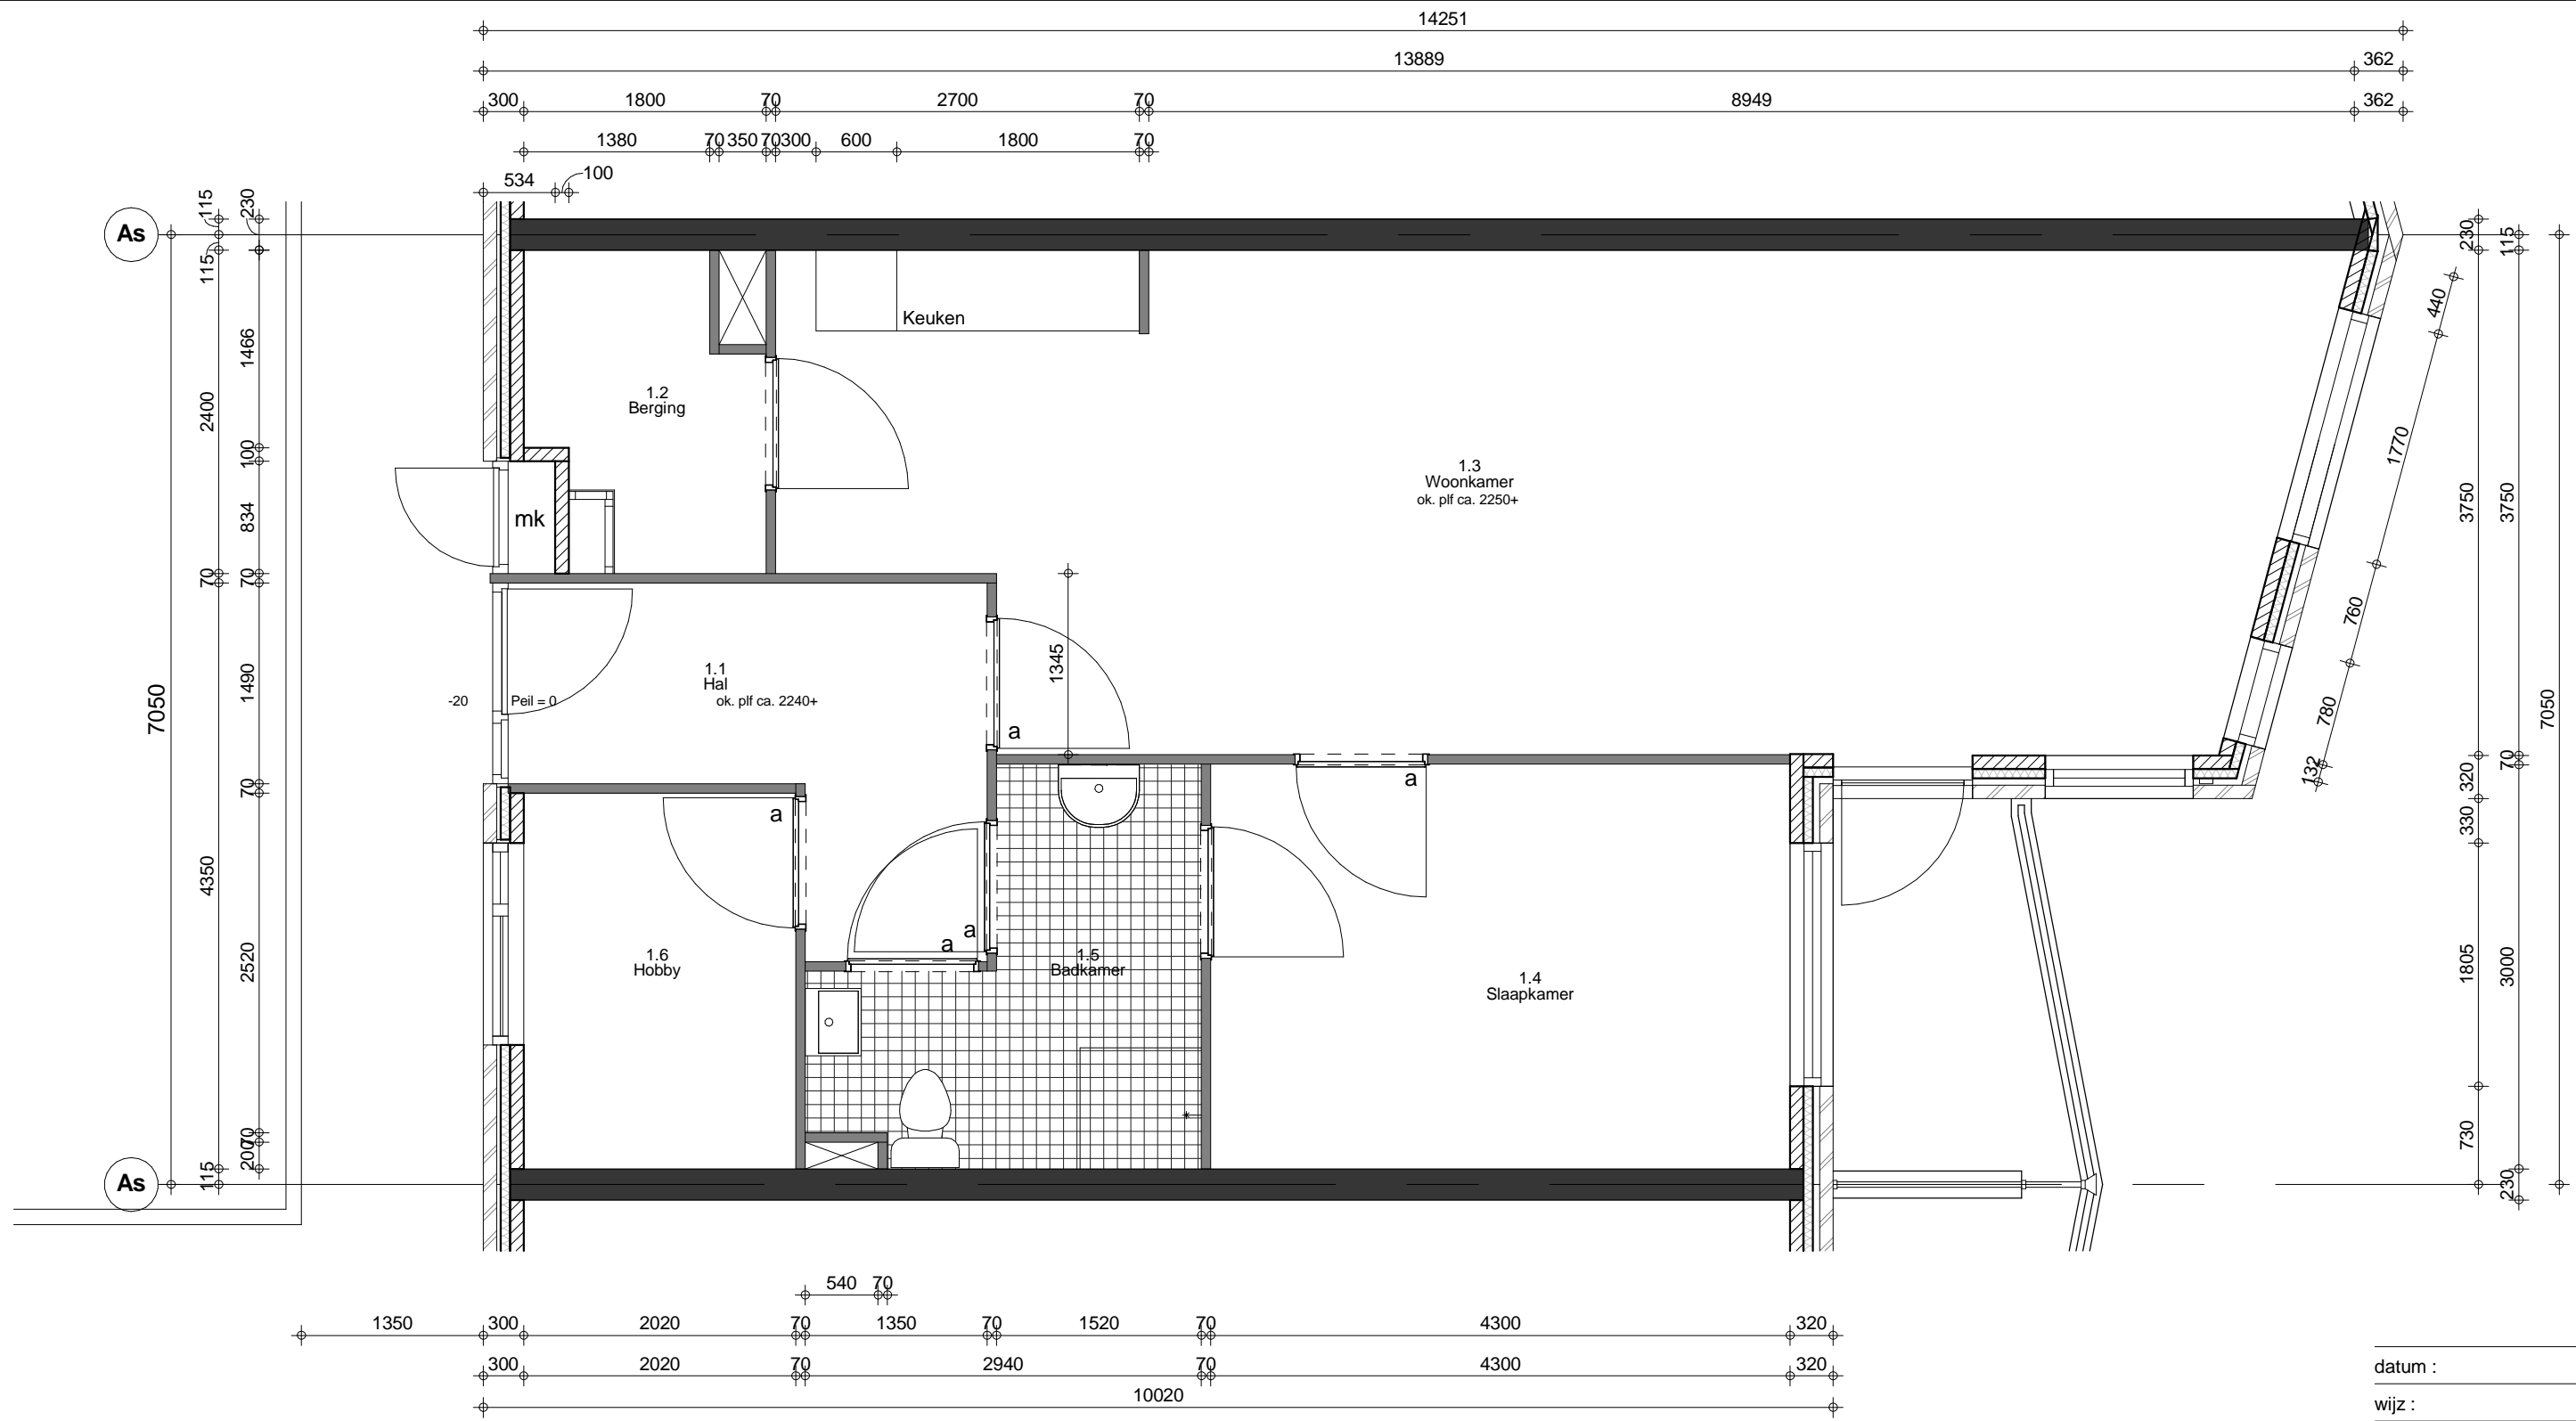 14251
13889 362
300 1800 70 2700 70 8949 362
1380 70 350 70 300 600 1800 70
534 100
As
115
115
2400
70
4350
115
7050
230
1466
100
834
70
1490
70
2520
70
200
As
Keuken
1.2
Berging
mk
1.3
Woonkamer
ok. plf ca. 2250+
1.1
Hal
ok. plf ca. 2240+
-20 Peil = 0
1345
a
a
a
a
a
1.6
Hobby
1.5
Badkamer
1.4
Slaapkamer
440
1770
760
780
132
230
3750
320
330
1805
730
115
3750
70
3000
230
7050
540 70
1350 300 2020 70 1350 70 1520 70 4300 320
300 2020 70 2940 70 4300 320
10020
datum :
wijz :